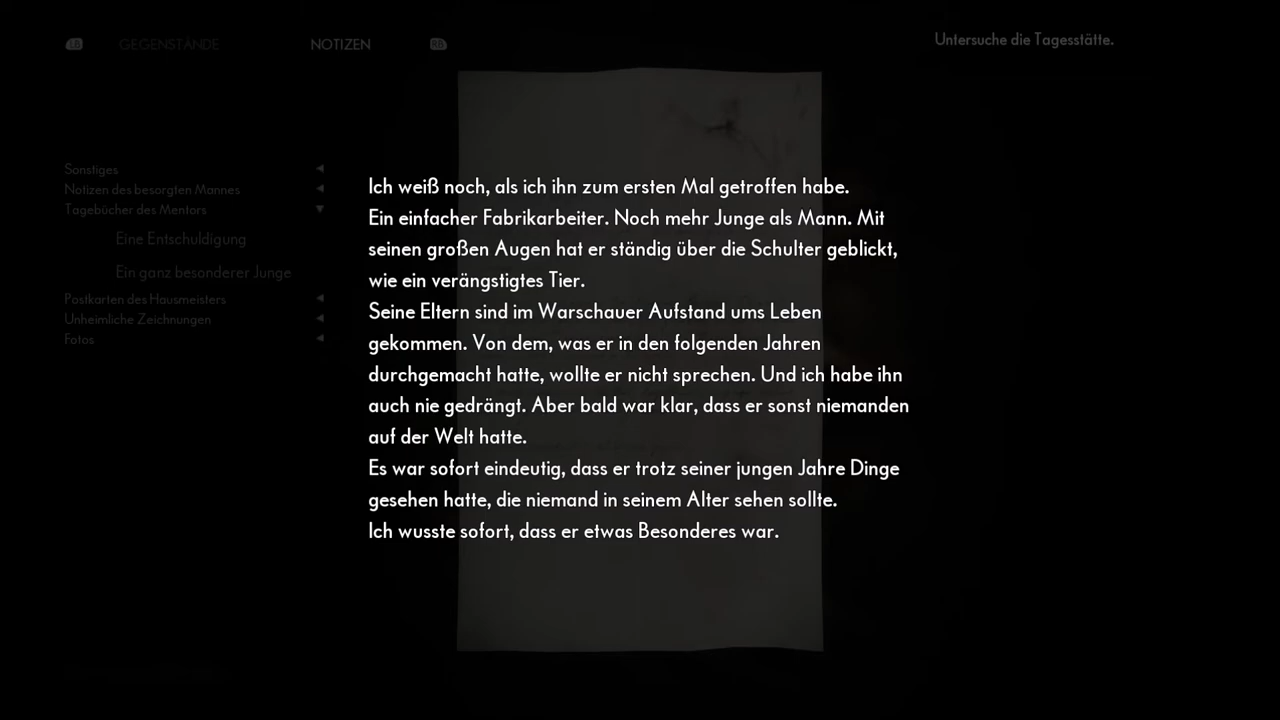 LB GEGENSTÄNDE NOTIZEN RB
Untersuche die Tagesstätte.
Sonstiges
Notizen des besorgten Mannes
Tagebücher des Mentors
Eine Entschuldigung
Ein ganz besonderer Junge
Postkarten des Hausmeisters
Unheimliche Zeichnungen
Fotos
Ich weiß noch, als ich ihn zum ersten Mal getroffen habe.
Ein einfacher Fabrikarbeiter. Noch mehr Junge als Mann. Mit
seinen großen Augen hat er ständig über die Schulter geblickt,
wie ein verängstigtes Tier.
Seine Eltern sind im Warschauer Aufstand ums Leben
gekommen. Von dem, was er in den folgenden Jahren
durchgemacht hatte, wollte er nicht sprechen. Und ich habe ihn
auch nie gedrängt. Aber bald war klar, dass er sonst niemanden
auf der Welt hatte.
Es war sofort eindeutig, dass er trotz seiner jungen Jahre Dinge
gesehen hatte, die niemand in seinem Alter sehen sollte.
Ich wusste sofort, dass er etwas Besonderes war.